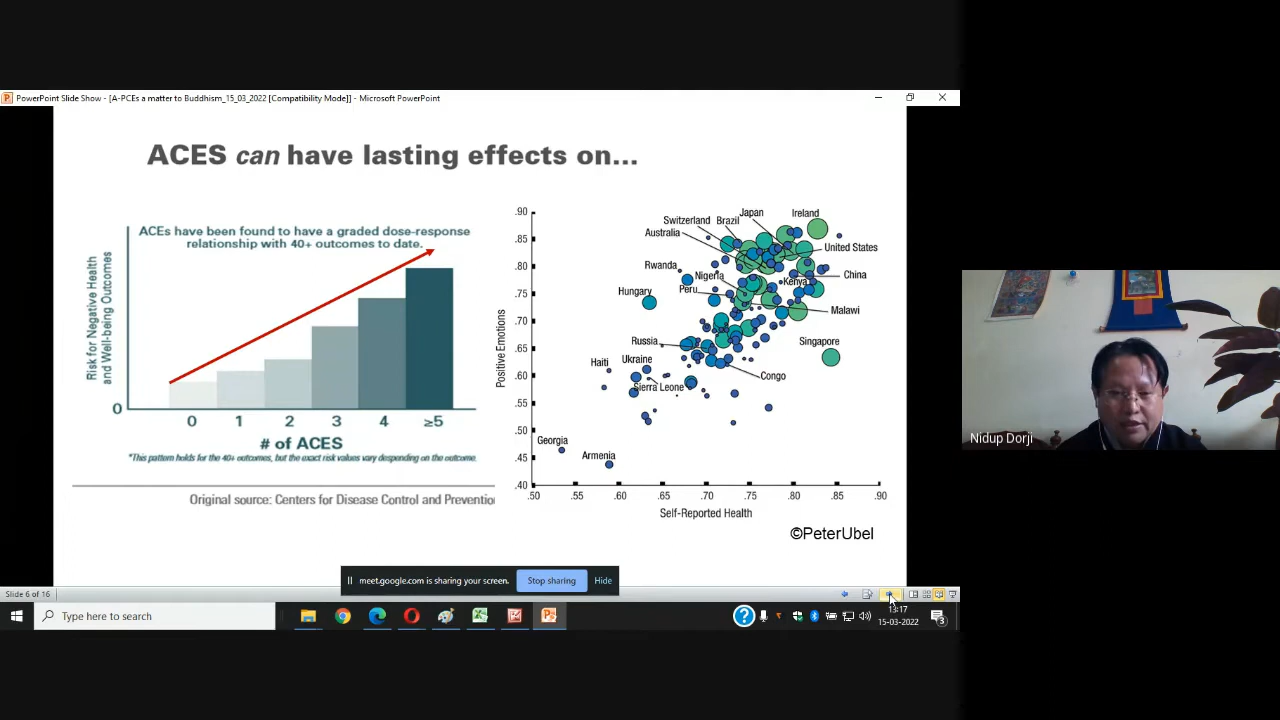 PowerPoint Slide Show - [A-PCEs a matter to Buddhism_15_03_2022 [Compatibility Mode]] - Microsoft PowerPoint
ACES can have lasting effects on...
ACEs have been found to have a graded dose-response
relationship with 40+ outcomes to date.
Risk for Negative Health
and Well-being Outcomes
0
0 1 2 3 4 ≥5
# of ACES
*This pattern holds for the 40+ outcomes, but the exact risk values vary despending on the outcome.
Original source: Centers for Disease Control and Preventio
Positive Emotions
.90
.85
.80
.75
.70
.65
.60
.55
.50
.45
.40
Japan
Ireland
Switzerland
Brazil
Australia
United States
Rwanda
Nigeria
China
Kenya
Hungary
Peru
Malawi
Russia
Singapore
Haiti
Ukraine
Congo
Sierra Leone
Georgia
Armenia
.50 .55 .60 .65 .70 .75 .80 .85 .90
Self-Reported Health
©PeterUbel
Nidup Dorji
meet.google.com is sharing your screen.
Stop sharing
Hide
Slide 6 of 16
Type here to search
13:17
15-03-2022
3